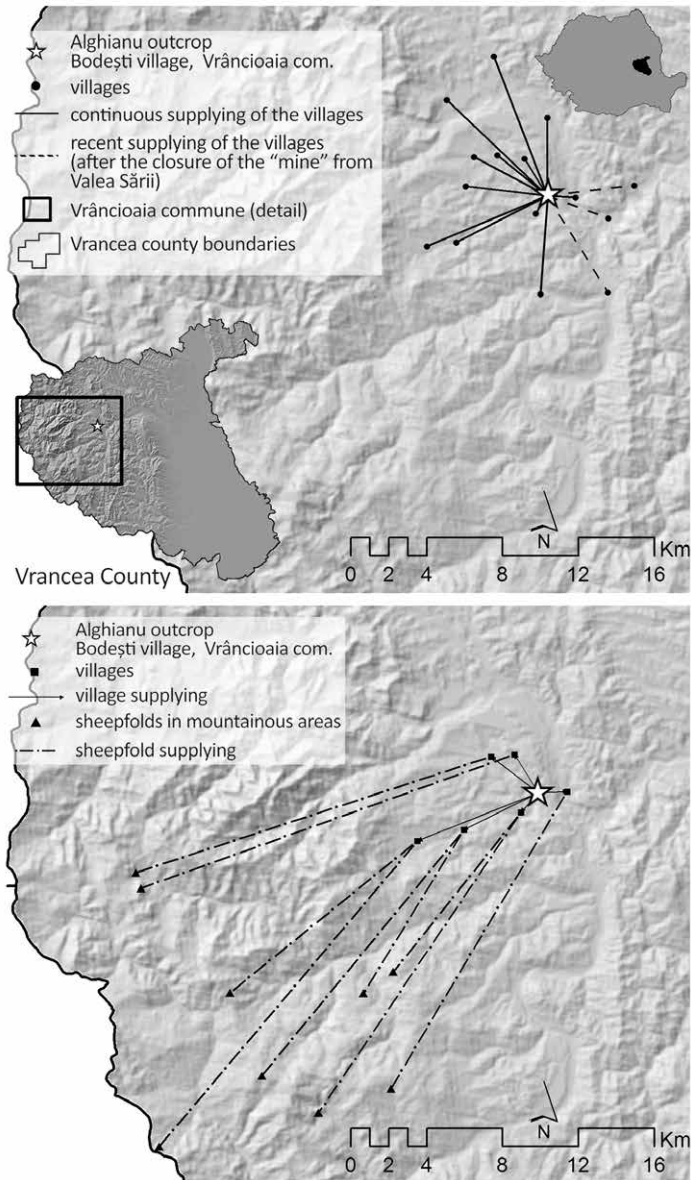 Alghianu outcrop
Bodești village, Vrâncioaia com.
villages
continuous supplying of the villages
recent supplying of the villages
(after the closure of the “mine” from
Valea Sării)
Vrâncioaia commune (detail)
Vrancea county boundaries
N
Km
0 2 4 8 12 16
Vrancea County
Alghianu outcrop
Bodești village, Vrâncioaia com.
villages
village supplying
sheepfolds in mountainous areas
sheepfold supplying
N
Km
0 2 4 8 12 16